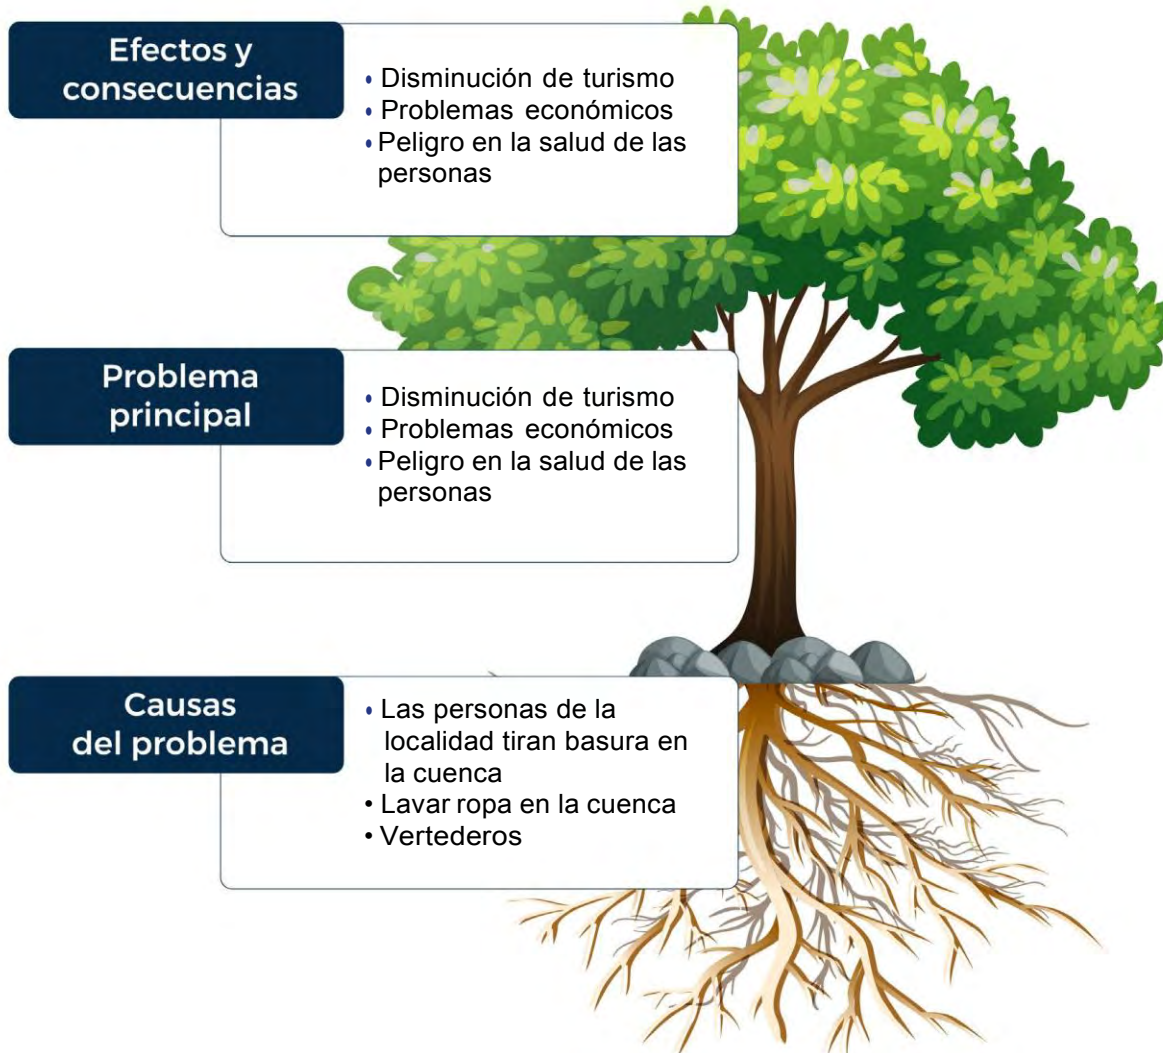 Efectos y
consecuencias
• Disminución de turismo
• Problemas económicos
• Peligro en la salud de las
personas
Problema
principal
• Disminución de turismo
• Problemas económicos
• Peligro en la salud de las
personas
Causas
del problema
• Las personas de la
localidad tiran basura en
la cuenca
• Lavar ropa en la cuenca
• Vertederos